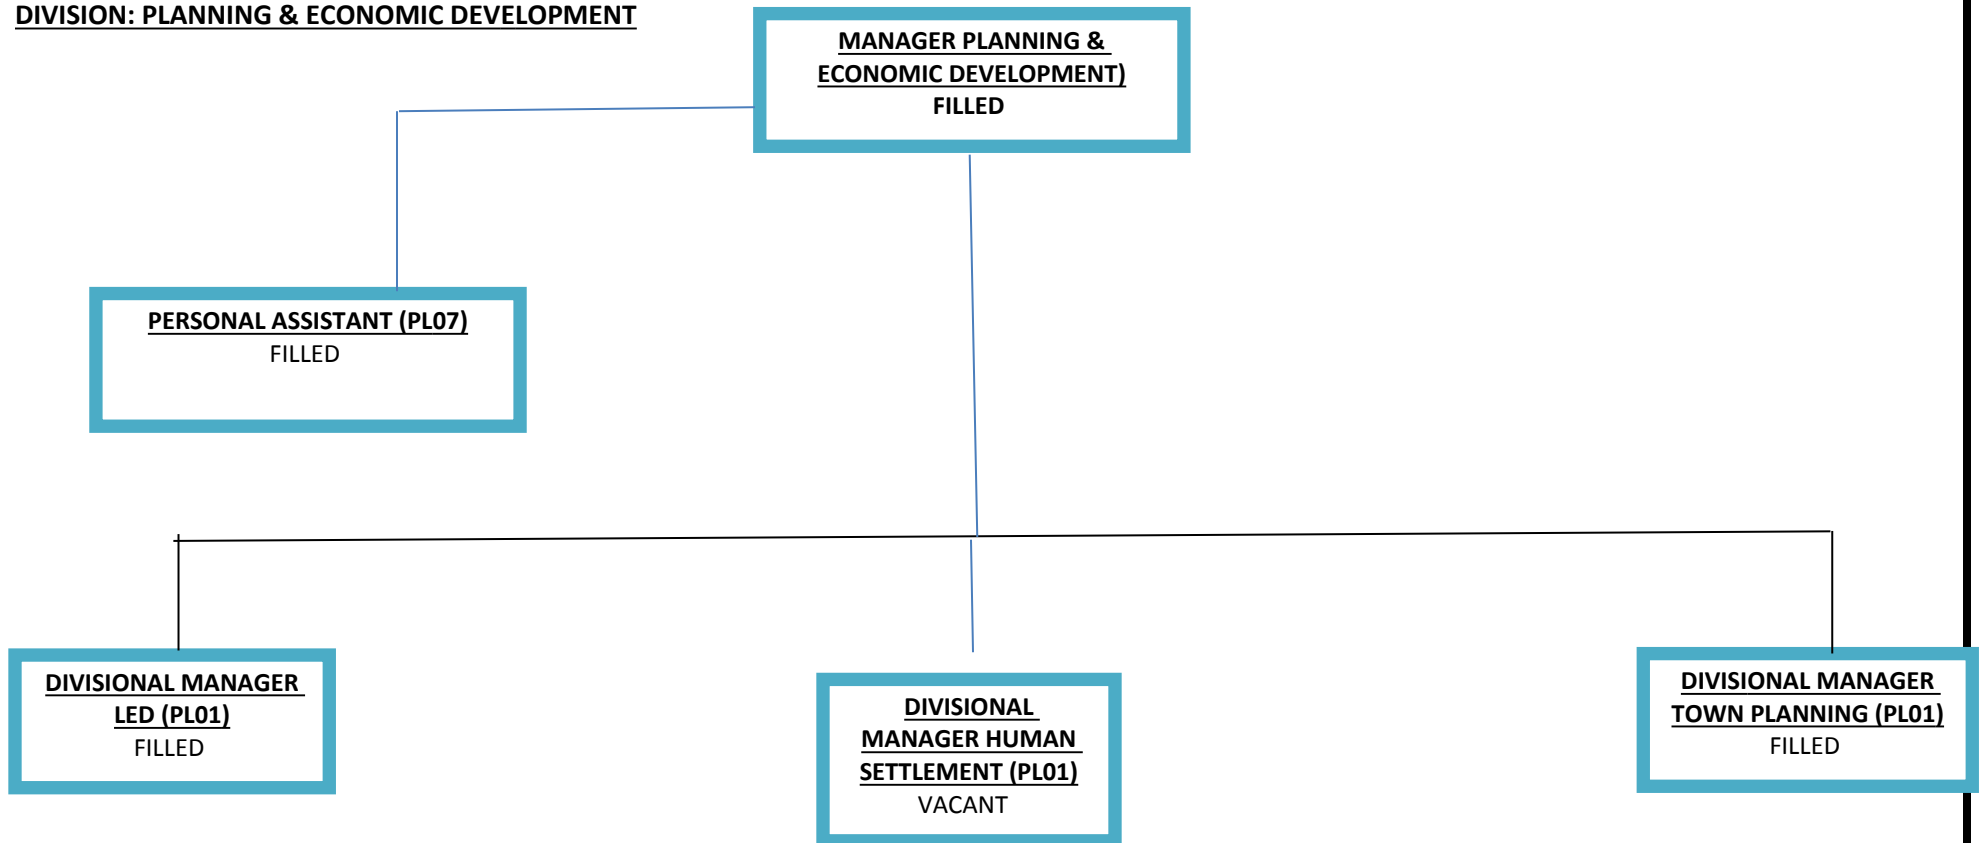 DIVISION: PLANNING & ECONOMIC DEVELOPMENT
MANAGER PLANNING &
ECONOMIC DEVELOPMENT)
FILLED
PERSONAL ASSISTANT (PL07)
FILLED
DIVISIONAL MANAGER
LED (PL01)
FILLED
DIVISIONAL
MANAGER HUMAN
SETTLEMENT (PL01)
VACANT
DIVISIONAL MANAGER
TOWN PLANNING (PL01)
FILLED